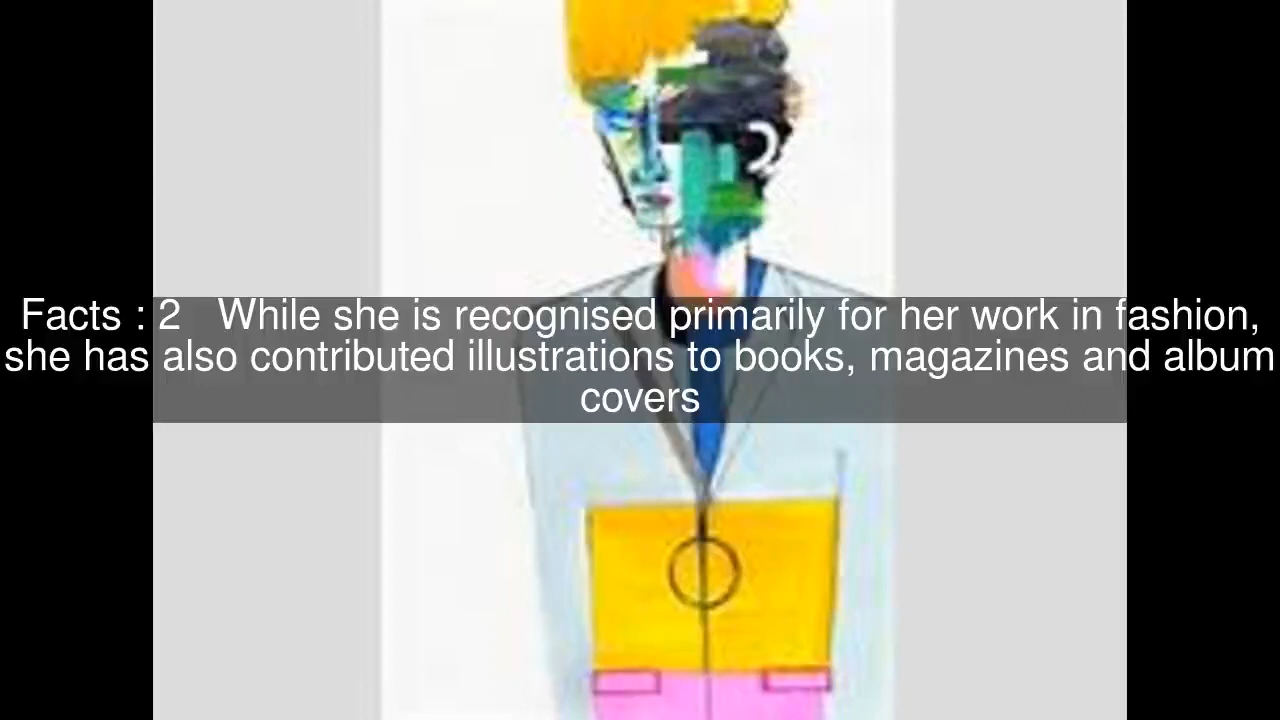 Facts : 2   While she is recognised primarily for her work in fashion,
she has also contributed illustrations to books, magazines and album
covers